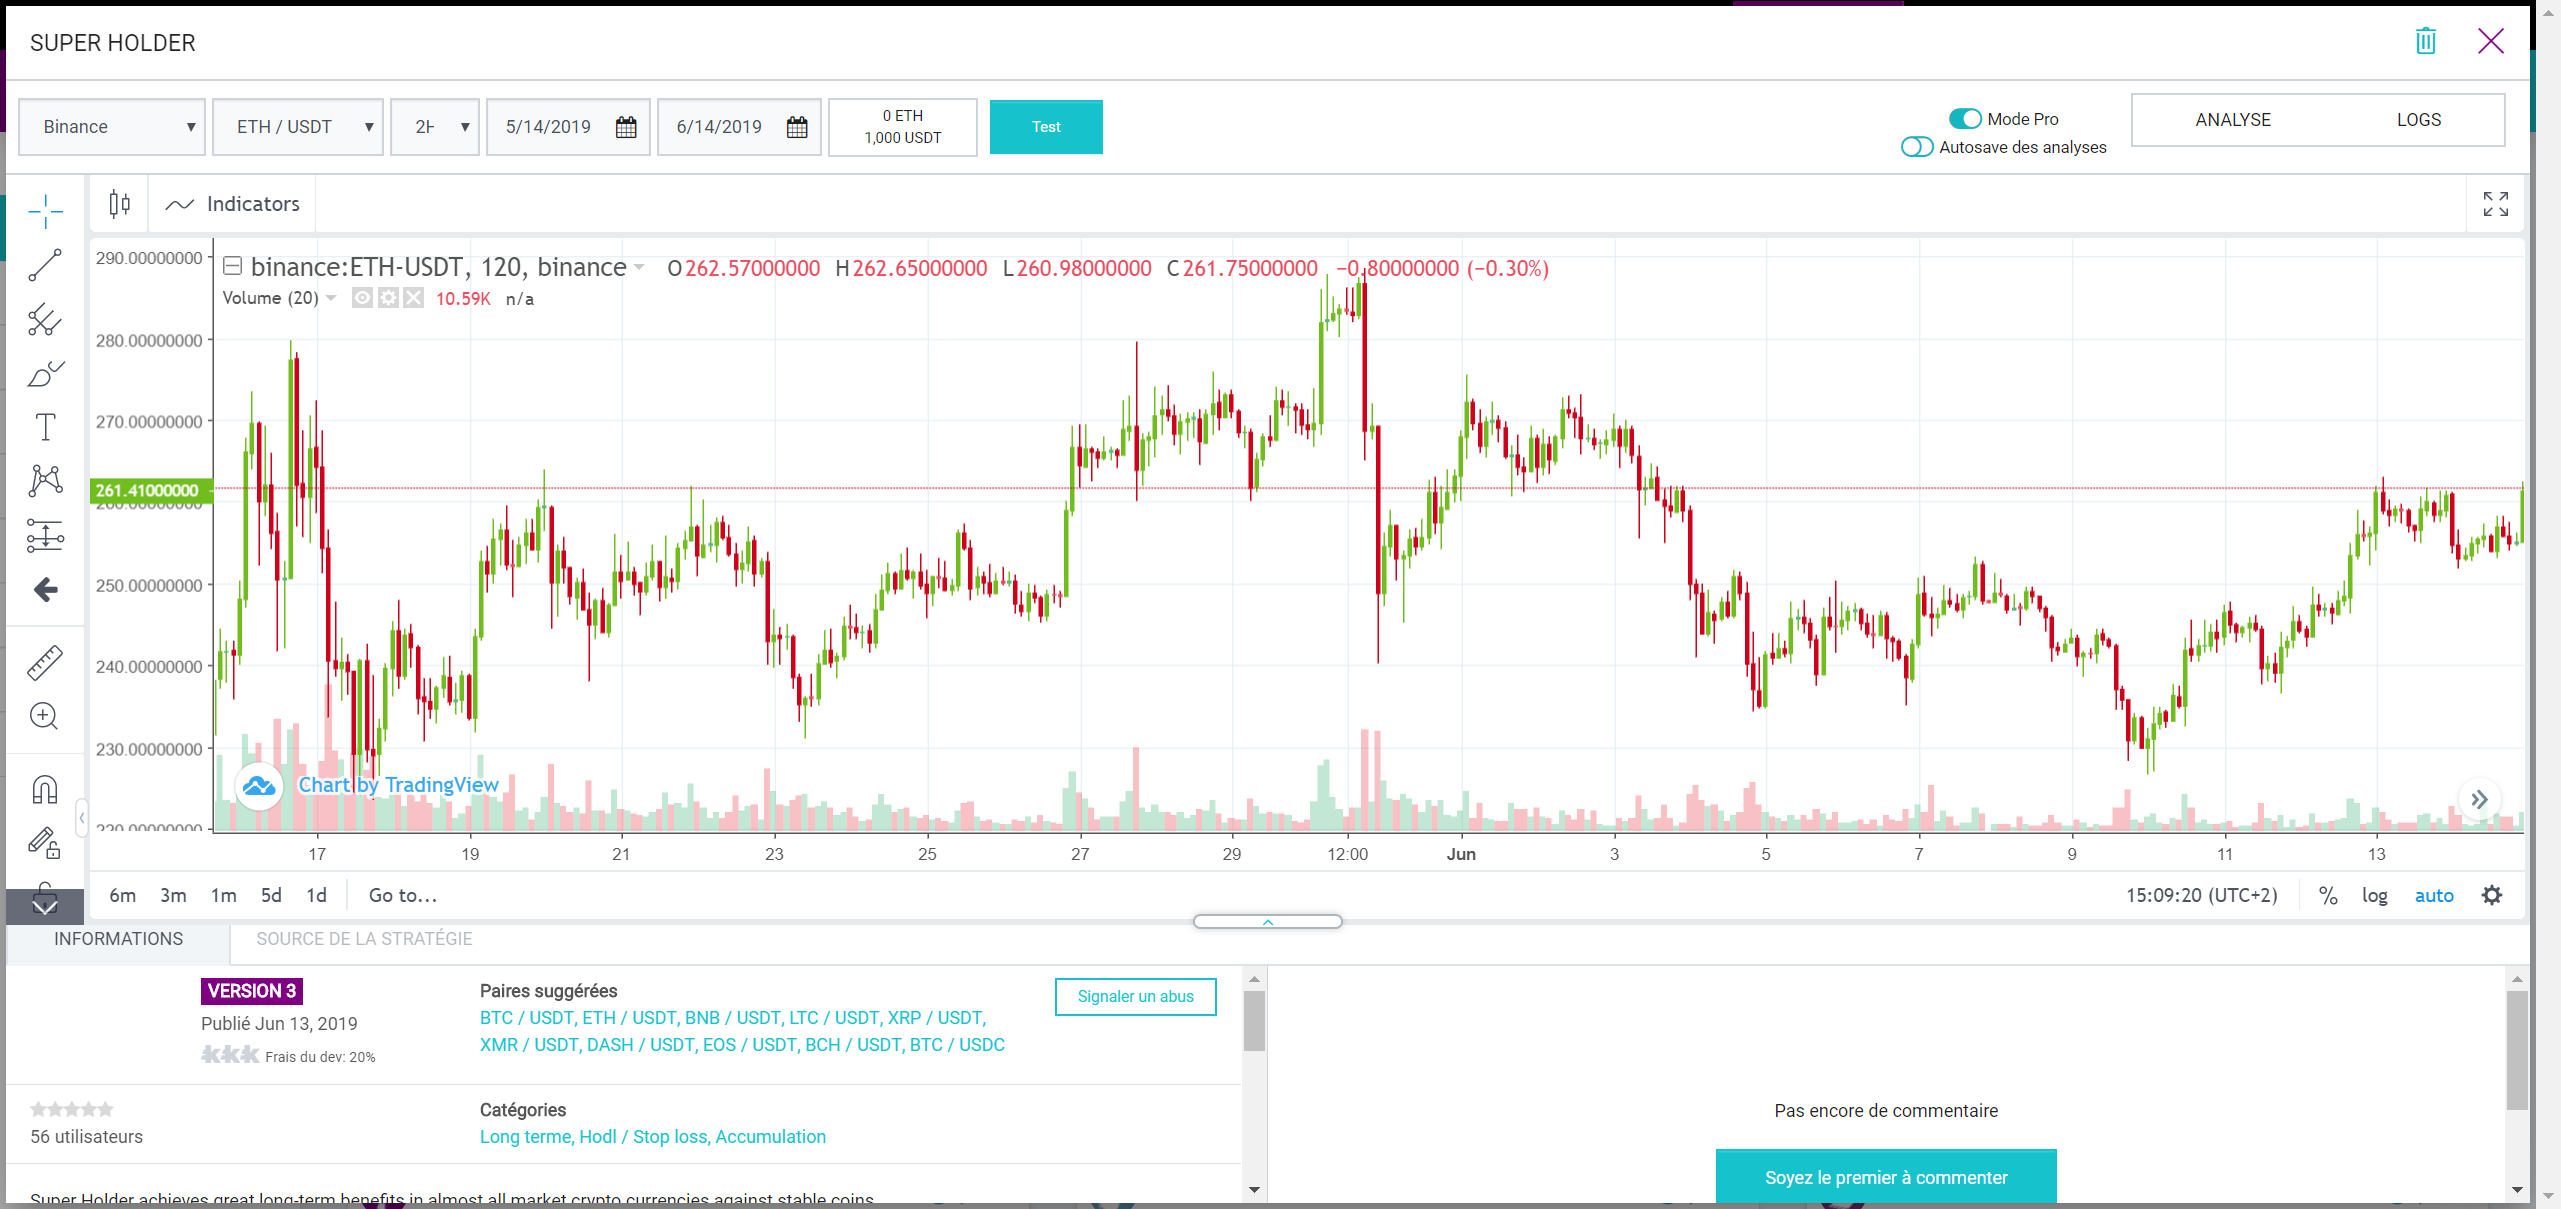 SUPER HOLDER
Binance
ETH / USDT
5/14/2019
6/14/2019
0 ETH
1,000 USDT
Test
Mode Pro
Autosave des analyses
ANALYSE
LOGS
Indicators
binance:ETH-USDT, 120, binance O262.57000000 H262.65000000 L260.98000000 C261.75000000 −0.80000000 (−0.30%)
Volume (20) 10.59K n/a
290.00000000
280.00000000
270.00000000
261.41000000
260.00000000
250.00000000
240.00000000
230.00000000
220.00000000
Chart by TradingView
17 19 21 23 25 27 29 12:00 Jun 3 5 7 9 11 13
6m 3m 1m 5d 1d Go to...
15:09:20 (UTC+2) % log auto
INFORMATIONS
SOURCE DE LA STRATÉGIE
VERSION 3
Publié Jun 13, 2019
Frais du dev: 20%
Paires suggérées
BTC / USDT, ETH / USDT, BNB / USDT, LTC / USDT, XRP / USDT,
XMR / USDT, DASH / USDT, EOS / USDT, BCH / USDT, BTC / USDC
Signaler un abus
56 utilisateurs
Catégories
Long terme, Hodl / Stop loss, Accumulation
Super Holder achieves great long-term benefits in almost all market crypto currencies against stable coins
Pas encore de commentaire
Soyez le premier à commenter